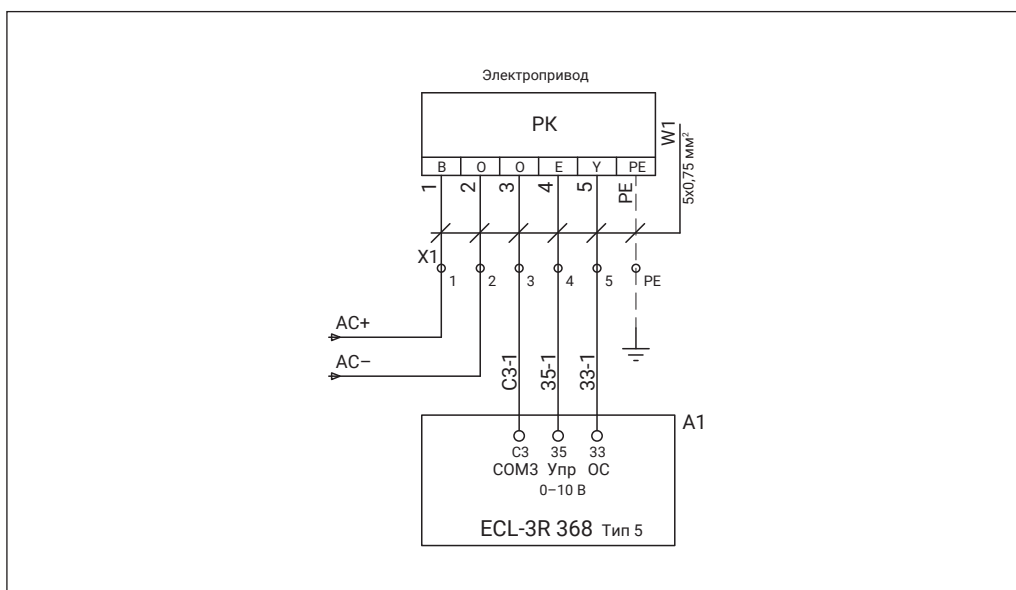 Электропривод
РК
B O O E Y PE
1 2 3 4 5 PE
W1
5x0,75 мм²
X1
1 2 3 4 5 PE
AC+
AC–
C3-1 35-1 33-1
A1
C3 35 33
COM3 Упр ОС
0–10 В
ECL-3R 368 Тип 5